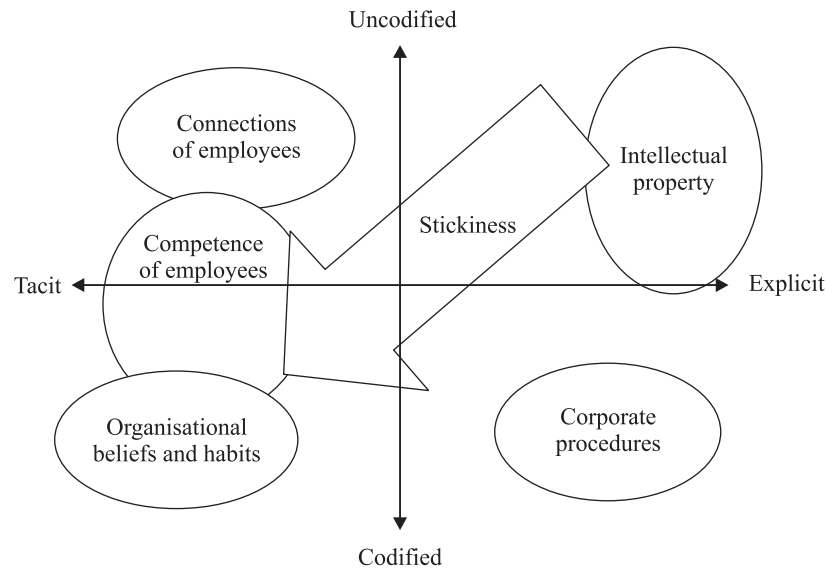 Uncodified
Connections
of employees
Intellectual
property
Stickiness
Competence
of employees
Tacit
Explicit
Organisational
beliefs and habits
Corporate
procedures
Codified